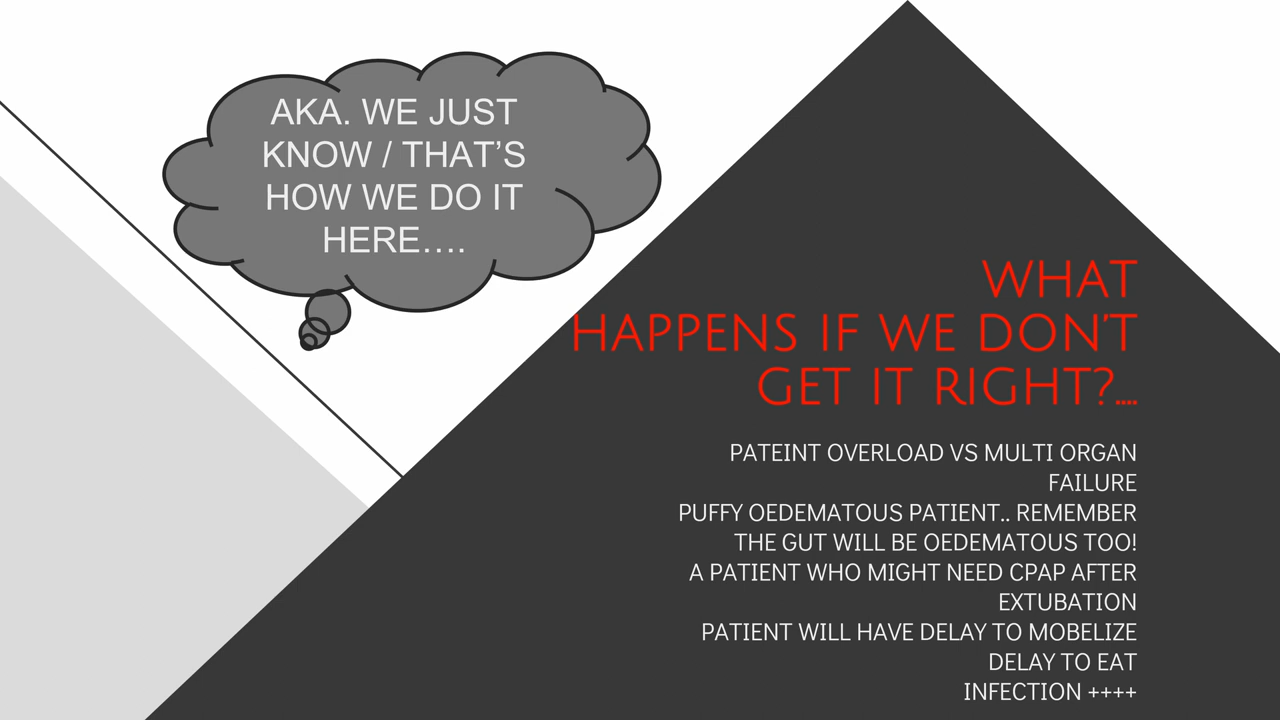 AKA. WE JUST
KNOW / THAT’S
HOW WE DO IT
HERE….
WHAT
HAPPENS IF WE DON’T
GET IT RIGHT?....
PATEINT OVERLOAD VS MULTI ORGAN
FAILURE
PUFFY OEDEMATOUS PATIENT.. REMEMBER
THE GUT WILL BE OEDEMATOUS TOO!
A PATIENT WHO MIGHT NEED CPAP AFTER
EXTUBATION
PATIENT WILL HAVE DELAY TO MOBELIZE
DELAY TO EAT
INFECTION ++++